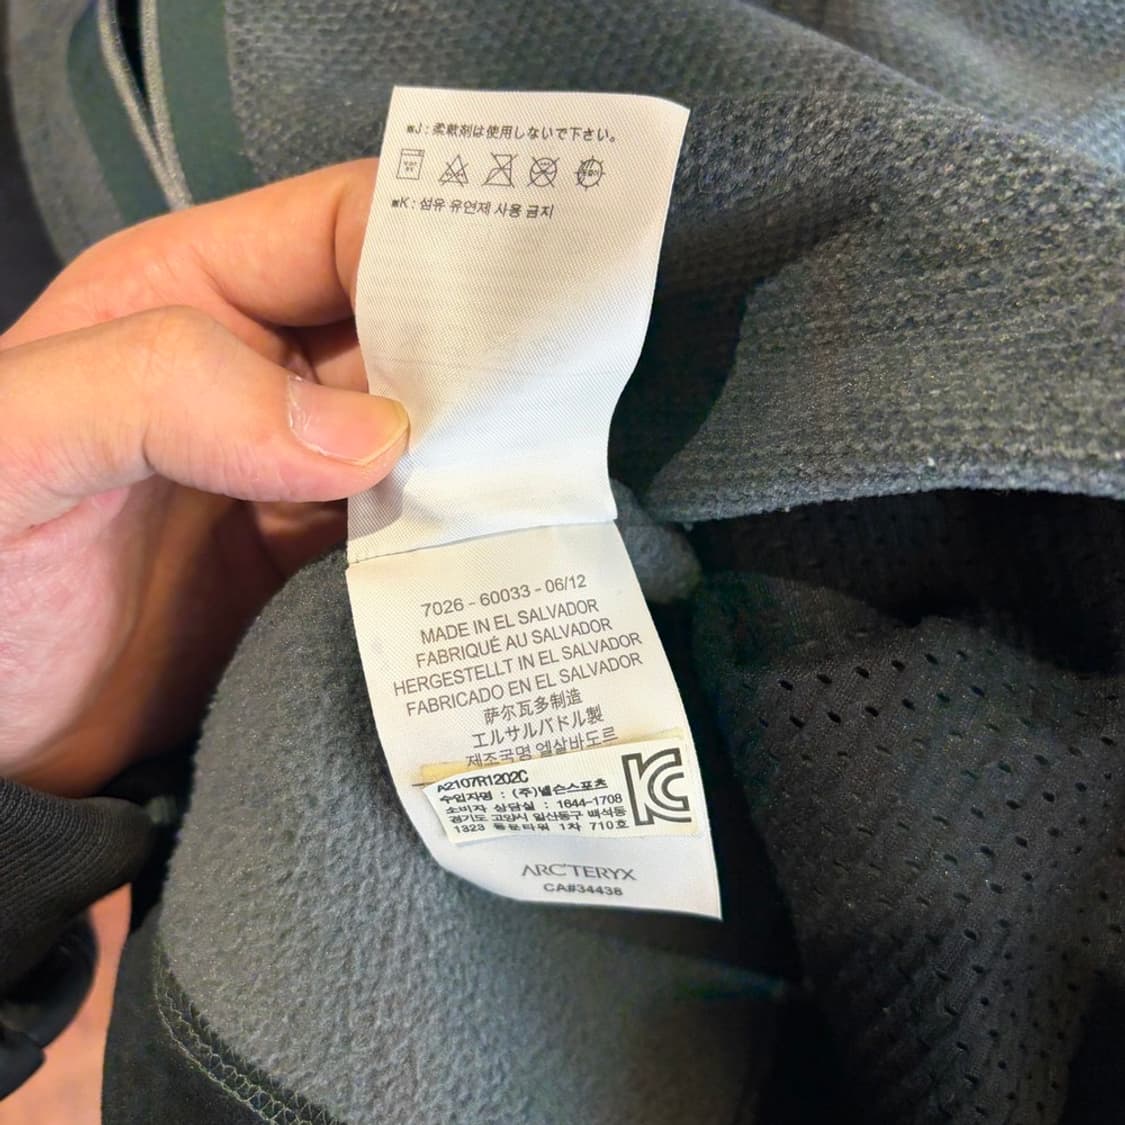 ■J : 柔軟剤は使用しないで下さい。
■K : 섬유 유연제 사용 금지
7026 - 60033 - 06/12
MADE IN EL SALVADOR
FABRIQUÉ AU SALVADOR
HERGESTELLT IN EL SALVADOR
FABRICADO EN EL SALVADOR
萨尔瓦多制造
エルサルバドル製
제조국명 엘살바도르
A2107R1202C
수입자명 : (주)넬슨스포츠
소비자 상담실 : 1644-1708
경기도 고양시 일산동구 백석동
1323 동문타워 1차 710호
KC
ARC'TERYX
CA#34438